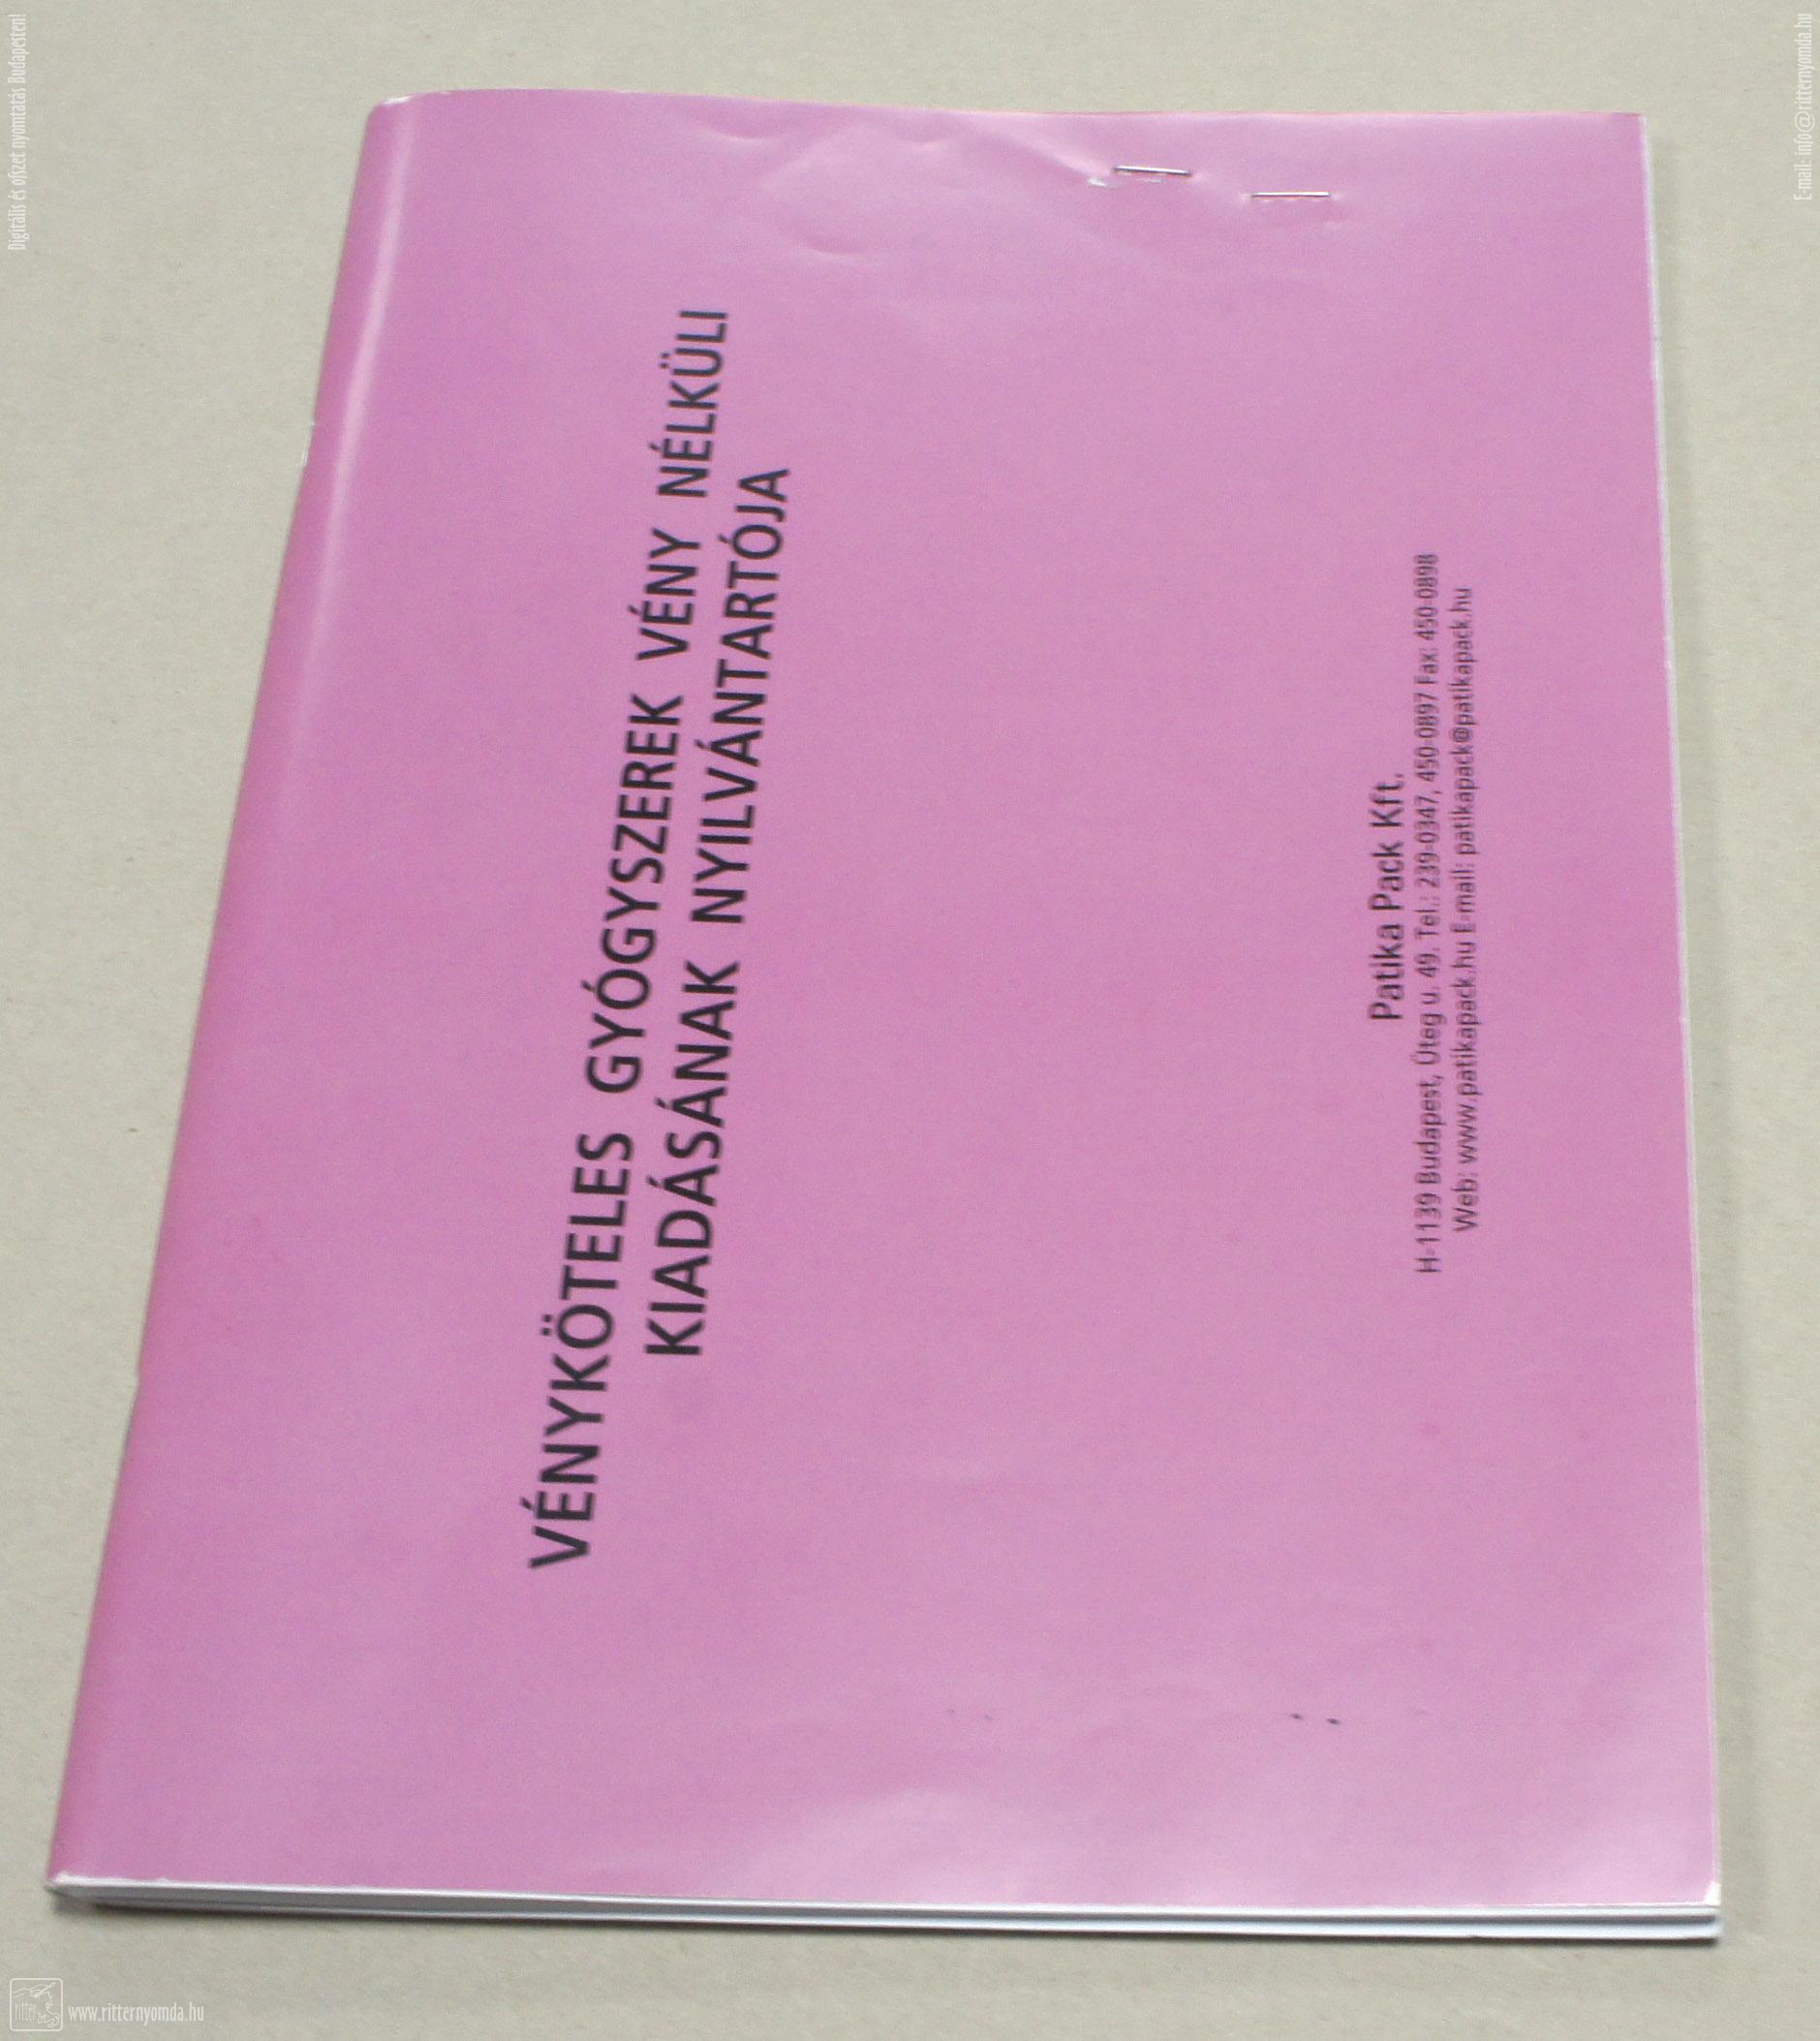 Digitális és ofszet nyomtatás Budapesten!
E-mail: info@ritternyomda.hu
VÉNYKÖTELES GYÓGYSZEREK VÉNY NÉLKÜLI
KIADÁSÁNAK NYILVÁNTARTÓJA
Patika Pack Kft.
H-1139 Budapest, Üteg u. 49. Tel.: 239-0347, 450-0897 Fax: 450-0898
Web: www.patikapack.hu E-mail: patikapack@patikapack.hu
ritter
www.ritternyomda.hu